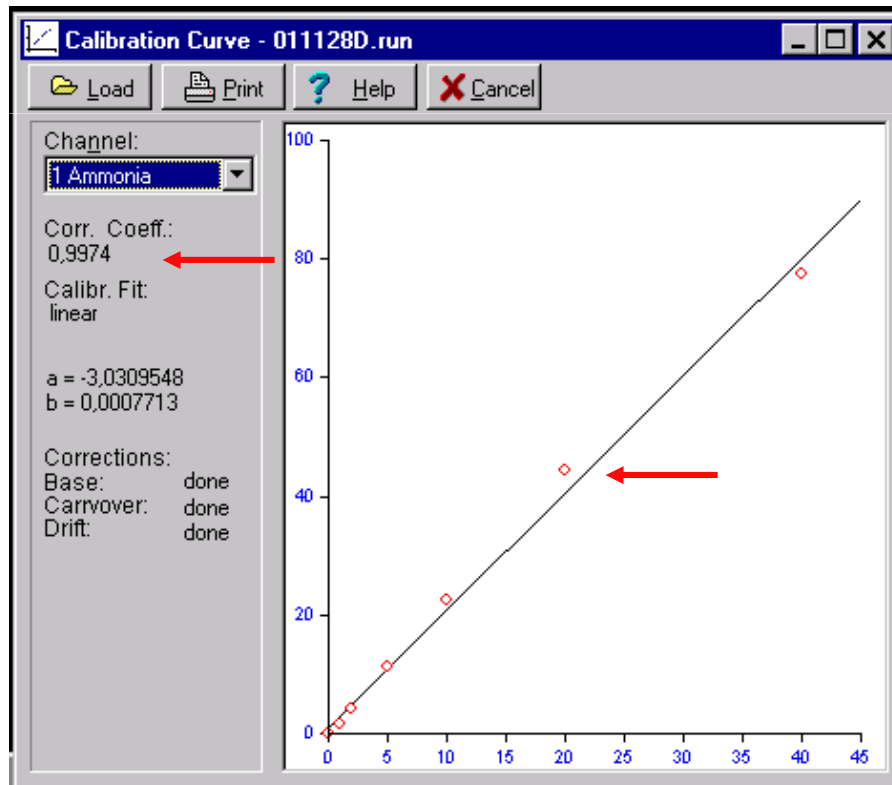 Calibration Curve - 011128D.run
Load Print Help Cancel
Channel:
1 Ammonia
Corr. Coeff.:
0,9974
Calibr. Fit:
linear
a = -3,0309548
b = 0,0007713
Corrections:
Base: done
Carryover: done
Drift: done
100
80
60
40
20
0
0 5 10 15 20 25 30 35 40 45